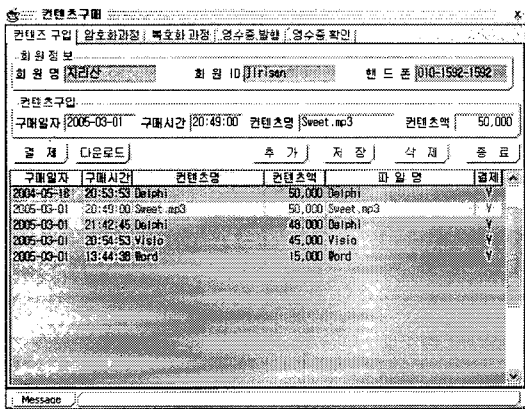 컨텐츠구매
컨텐츠 구입 암호화과정 복호화 과정 영수증 발행 영수증 확인
회원정보
회 원 명 지리산 회 원 ID Jirisan 핸 드 폰 010-1592-1592
컨텐츠구입
구매일자 2005-03-01 구매시간 20:49:00 컨텐츠명 Sweet.mp3 컨텐츠액 50,000
결 제 다운로드 추 가 저 장 삭 제 종 료
구매일자 구매시간 컨텐츠명 컨텐츠액 파 일 명 결제
2004-05-18 20:53:53 Delphi 50,000 Delphi Y
2005-03-01 20:49:00 Sweet.mp3 50,000 Sweet.mp3 Y
2005-03-01 21:42:45 Delphi 48,000 Delphi Y
2005-03-01 20:54:53 Visio 45,000 Visio Y
2005-03-01 13:44:36 Word 15,000 Word Y
Message